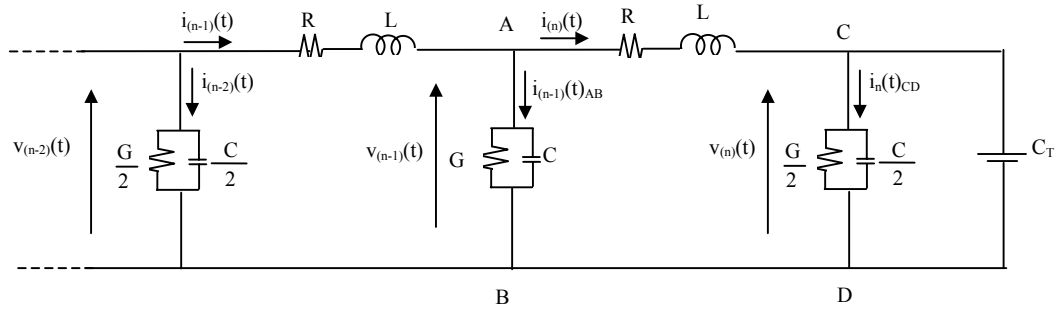 i(n-1)(t) R L A i(n)(t) R L C
i(n-2)(t) i(n-1)(t)AB in(t)CD
v(n-2)(t) G/2 C/2 v(n-1)(t) G C v(n)(t) G/2 C/2 CT
B D